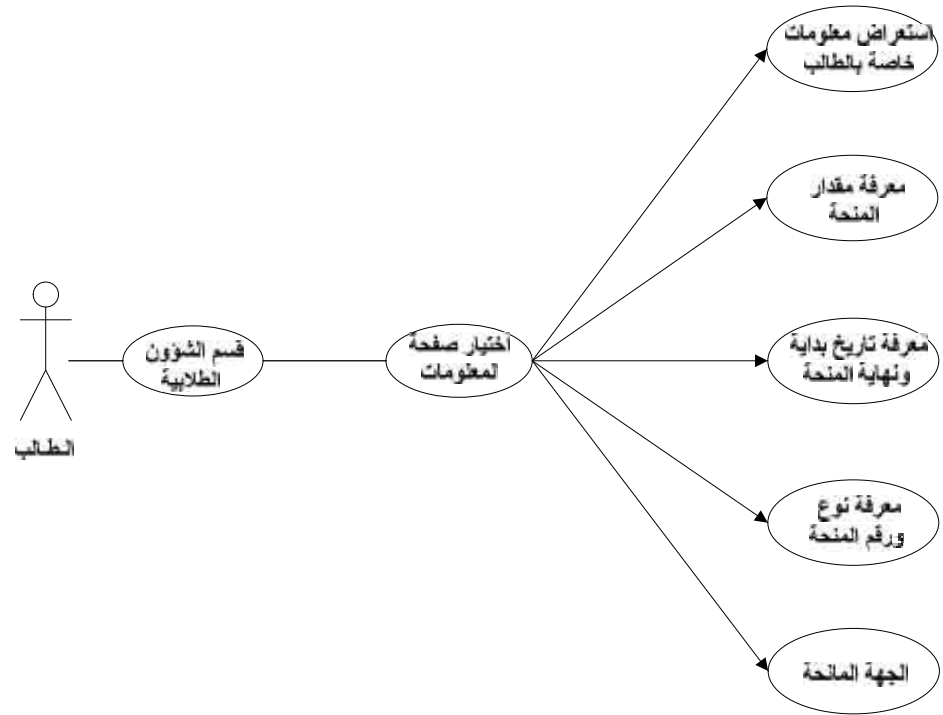 استعراض معلومات
خاصة بالطالب
معرفة مقدار
المنحة
معرفة تاريخ بداية
ونهاية المنحة
معرفة نوع
ورقم المنحة
الجهة المانحة
اختيار صفحة
المعلومات
قسم الشؤون
الطلابية
الطالب